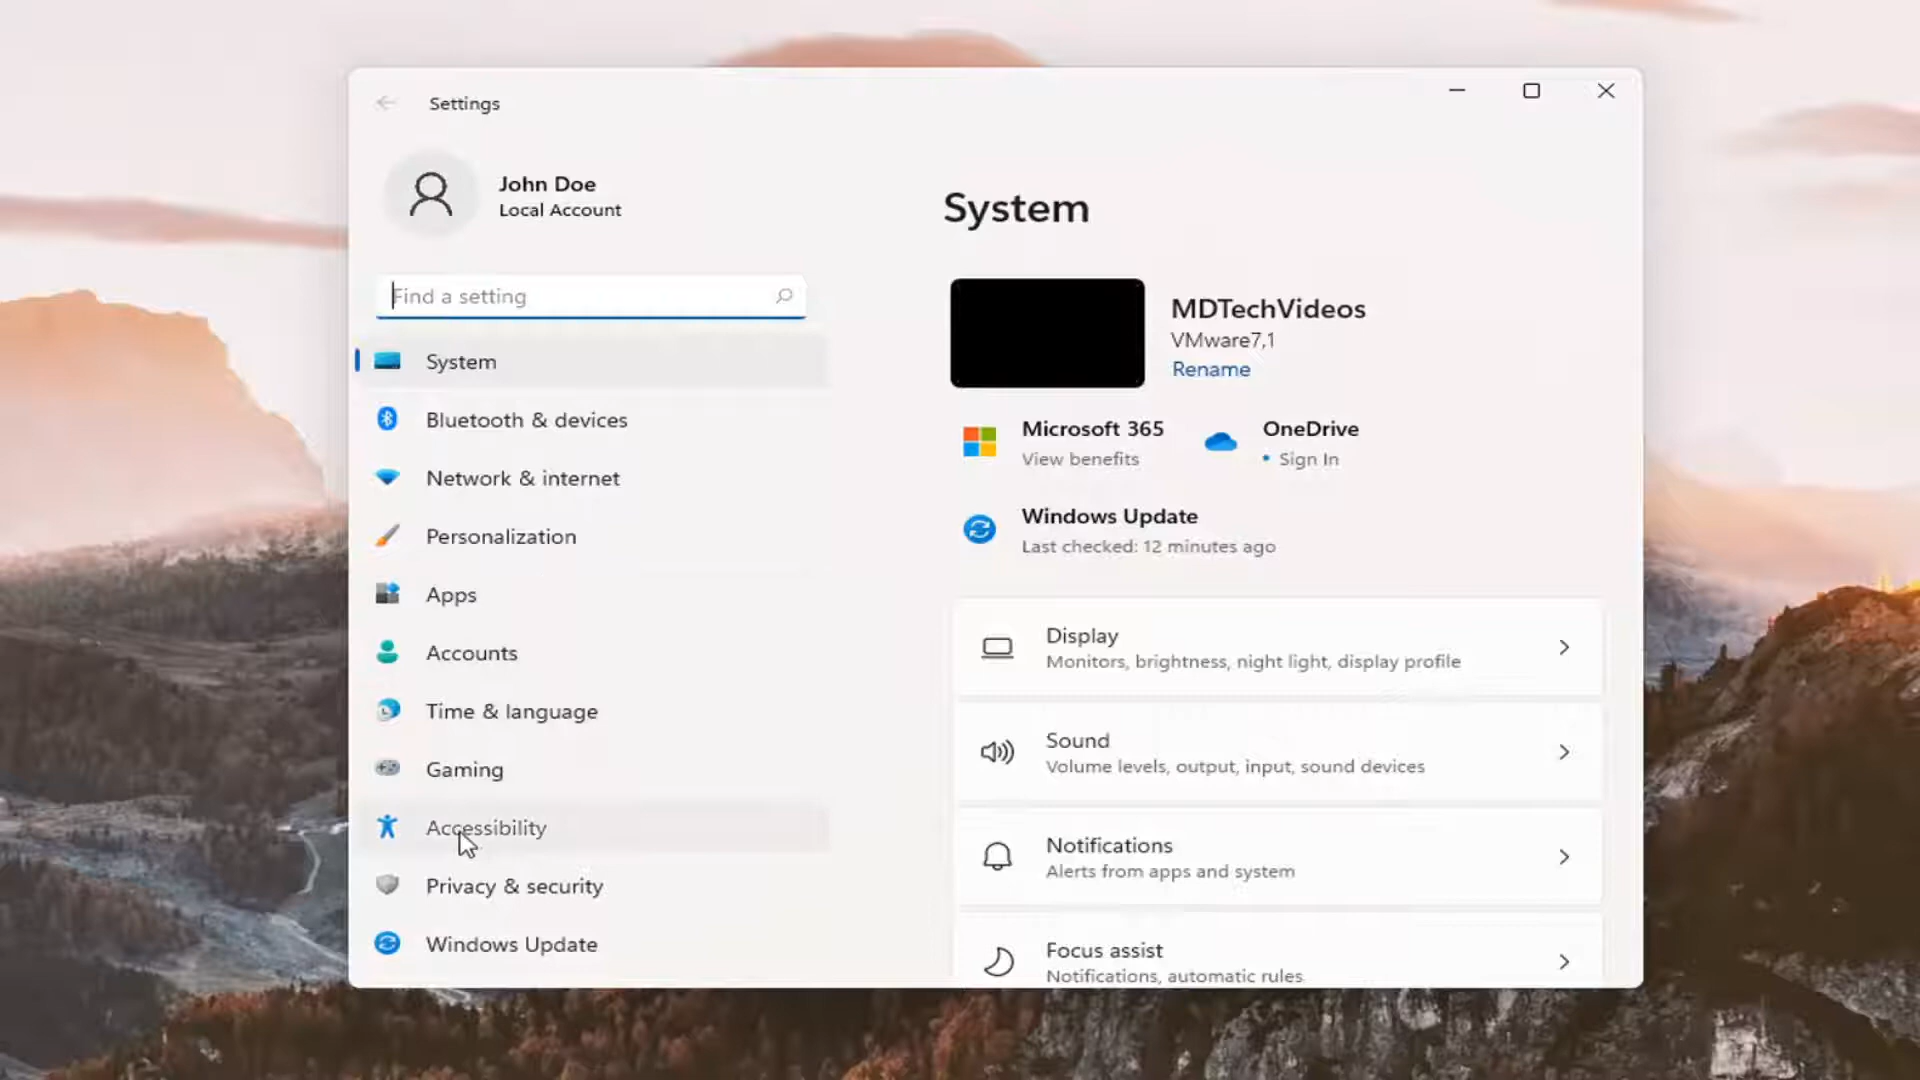 Settings
John Doe
Local Account
Find a setting
System
Bluetooth & devices
Network & internet
Personalization
Apps
Accounts
Time & language
Gaming
Accessibility
Privacy & security
Windows Update
System
MDTechVideos
VMware7,1
Rename
Microsoft 365
View benefits
OneDrive
• Sign In
Windows Update
Last checked: 12 minutes ago
Display
Monitors, brightness, night light, display profile
Sound
Volume levels, output, input, sound devices
Notifications
Alerts from apps and system
Focus assist
Notifications, automatic rules